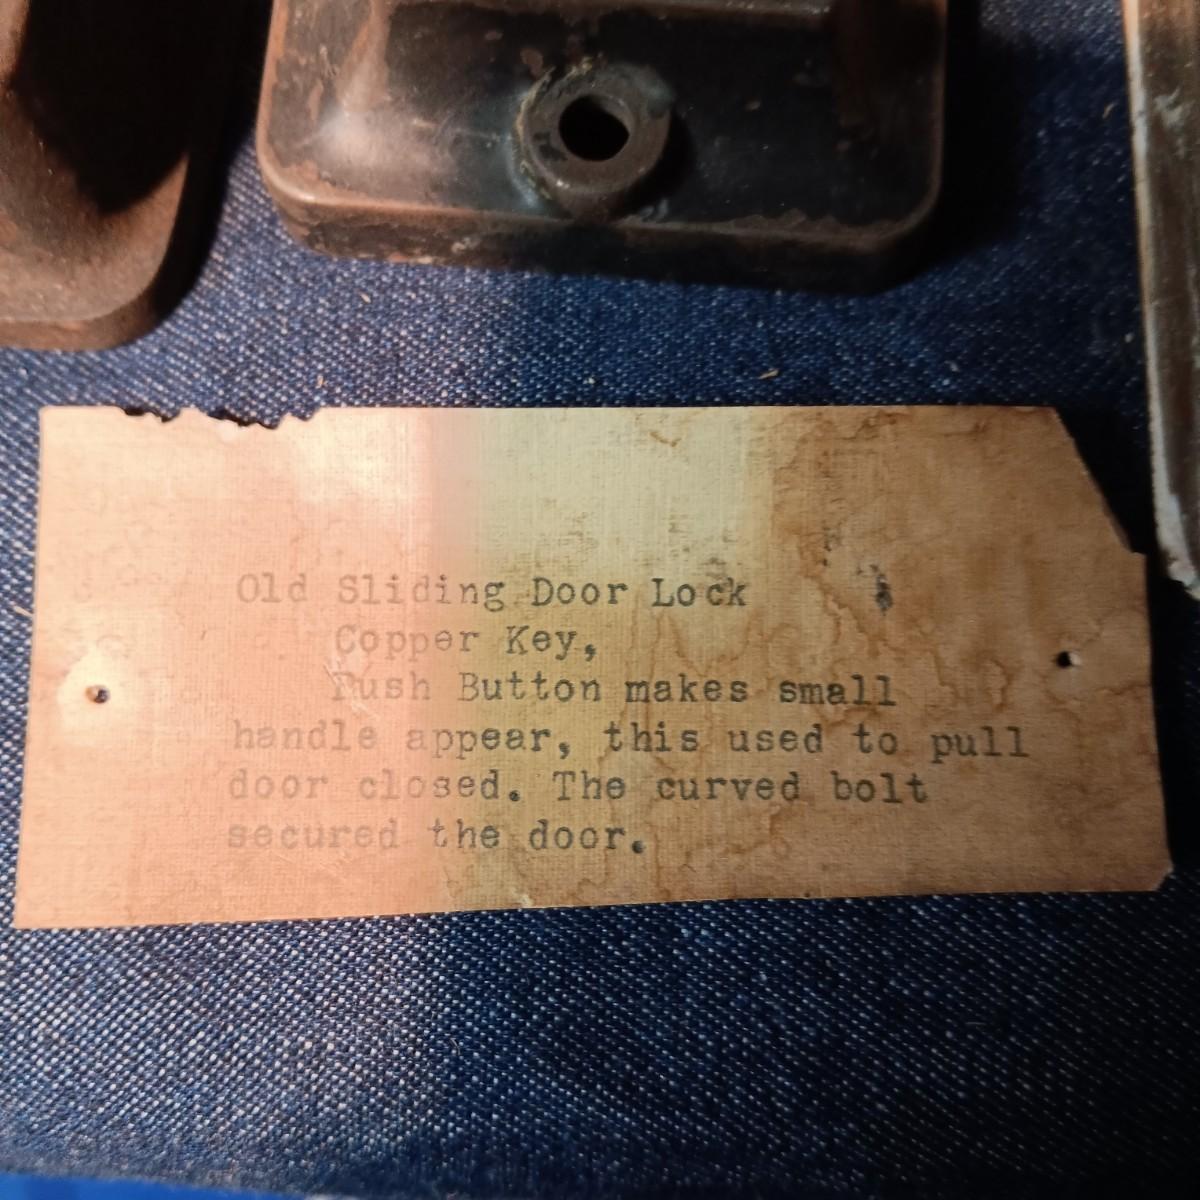 Old Sliding Door Lock
Copper Key,
Push Button makes small
handle appear, this used to pull
door closed. The curved bolt
secured the door.